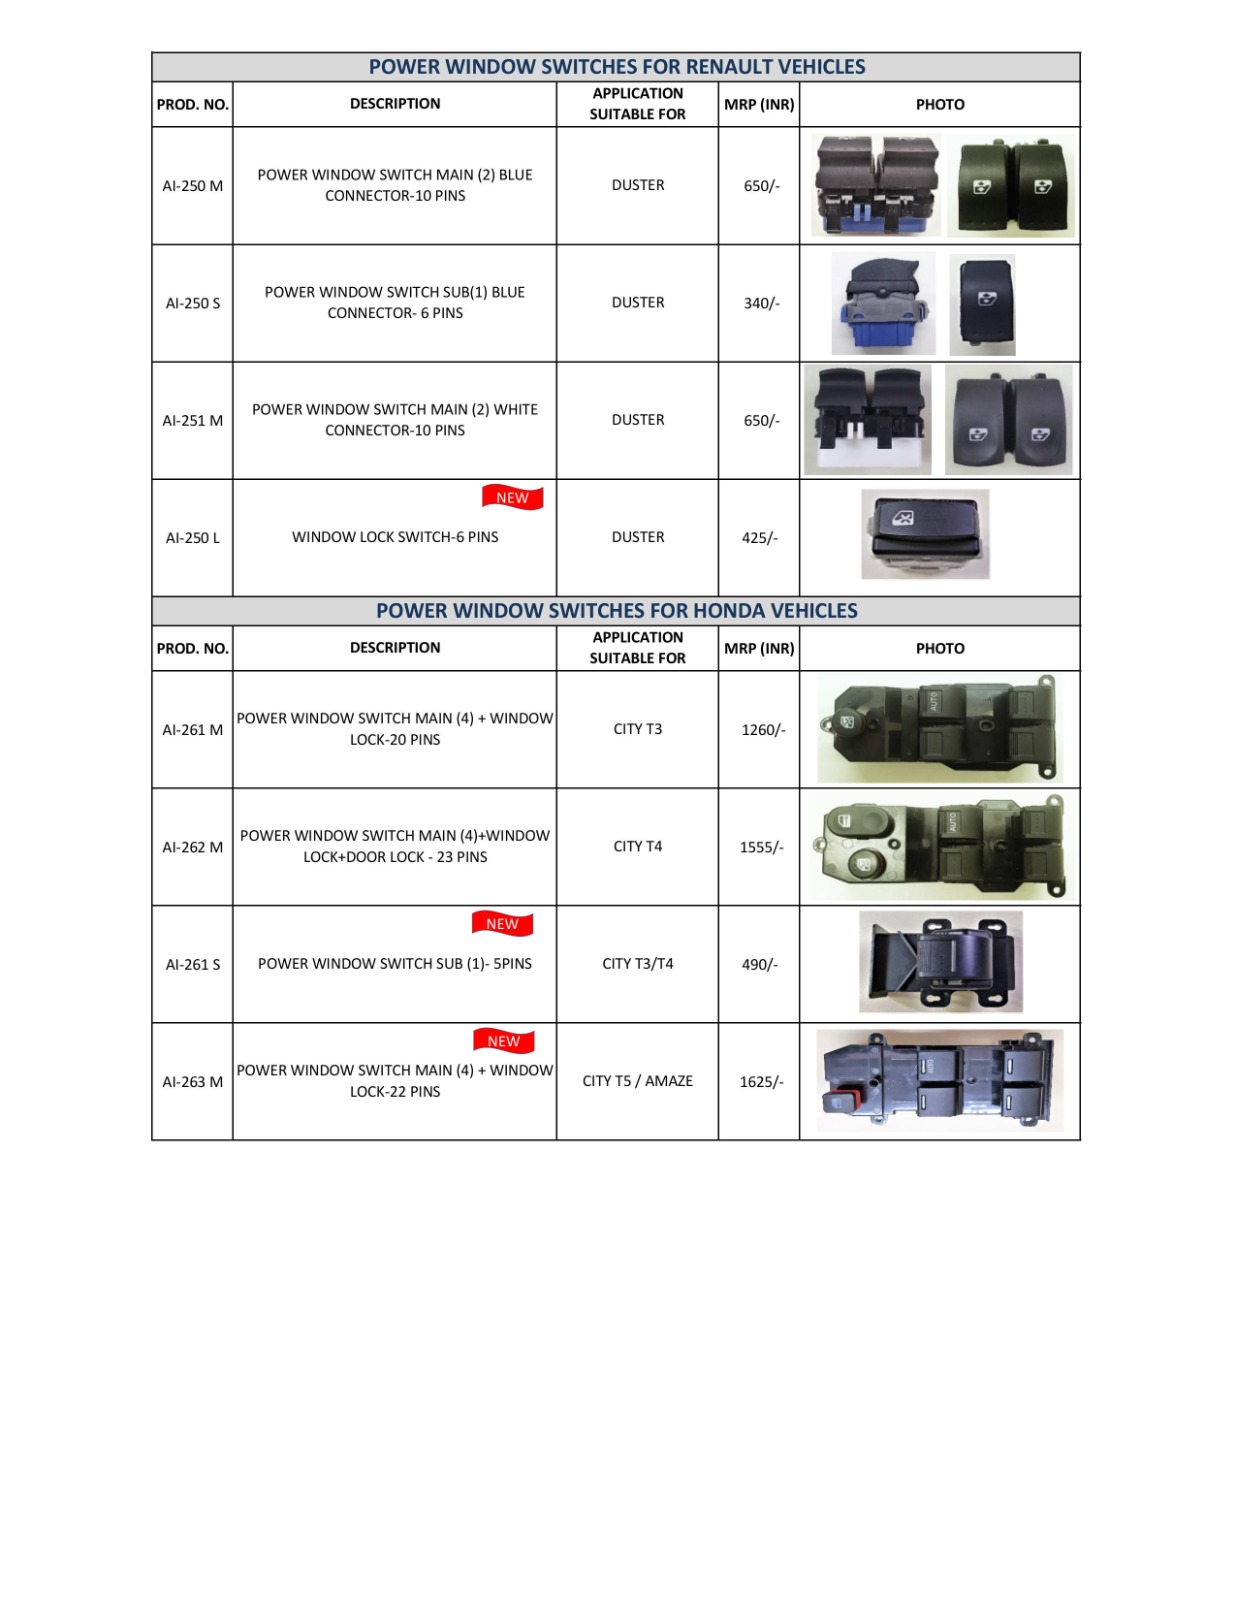 POWER WINDOW SWITCHES FOR RENAULT VEHICLES
PROD. NO. DESCRIPTION APPLICATION SUITABLE FOR MRP (INR) PHOTO
AI-250 M
POWER WINDOW SWITCH MAIN (2) BLUE
CONNECTOR-10 PINS
DUSTER
650/-
AI-250 S
POWER WINDOW SWITCH SUB(1) BLUE
CONNECTOR- 6 PINS
DUSTER
340/-
AI-251 M
POWER WINDOW SWITCH MAIN (2) WHITE
CONNECTOR-10 PINS
DUSTER
650/-
NEW
AI-250 L
WINDOW LOCK SWITCH-6 PINS
DUSTER
425/-
POWER WINDOW SWITCHES FOR HONDA VEHICLES
PROD. NO. DESCRIPTION APPLICATION SUITABLE FOR MRP (INR) PHOTO
AI-261 M
POWER WINDOW SWITCH MAIN (4) + WINDOW
LOCK-20 PINS
CITY T3
1260/-
AUTO
AI-262 M
POWER WINDOW SWITCH MAIN (4)+WINDOW
LOCK+DOOR LOCK - 23 PINS
CITY T4
1555/-
AUTO
NEW
AI-261 S
POWER WINDOW SWITCH SUB (1)- 5PINS
CITY T3/T4
490/-
NEW
AI-263 M
POWER WINDOW SWITCH MAIN (4) + WINDOW
LOCK-22 PINS
CITY T5 / AMAZE
1625/-
AUTO